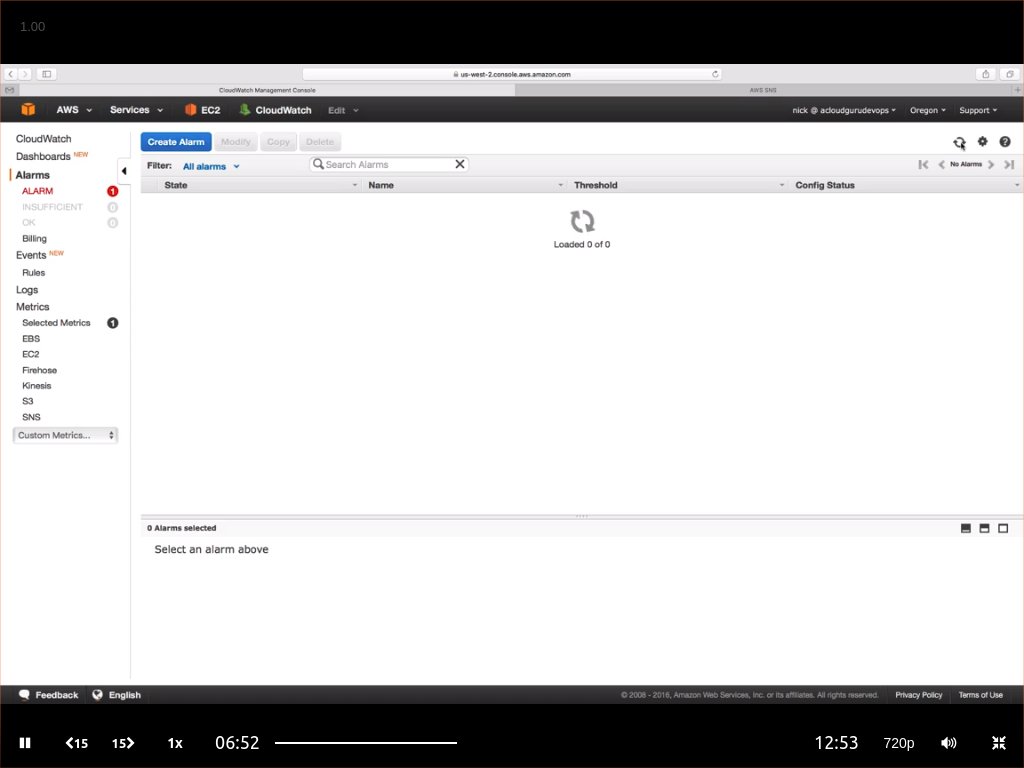 1.00
us-west-2.console.aws.amazon.com
CloudWatch Management Console
AWS SNS
AWS Services EC2 CloudWatch Edit nick @ acloudgurudevops Oregon Support
CloudWatch
Dashboards NEW
Alarms
ALARM 1
INSUFFICIENT 0
OK 0
Billing
Events NEW
Rules
Logs
Metrics
Selected Metrics 1
EBS
EC2
Firehose
Kinesis
S3
SNS
Custom Metrics...
Create Alarm Modify Copy Delete
Filter: All alarms Search Alarms No Alarms
State Name Threshold Config Status
Loaded 0 of 0
0 Alarms selected
Select an alarm above
Feedback English © 2008 - 2016, Amazon Web Services, Inc. or its affiliates. All rights reserved. Privacy Policy Terms of Use
15 15 1x 06:52 12:53 720p